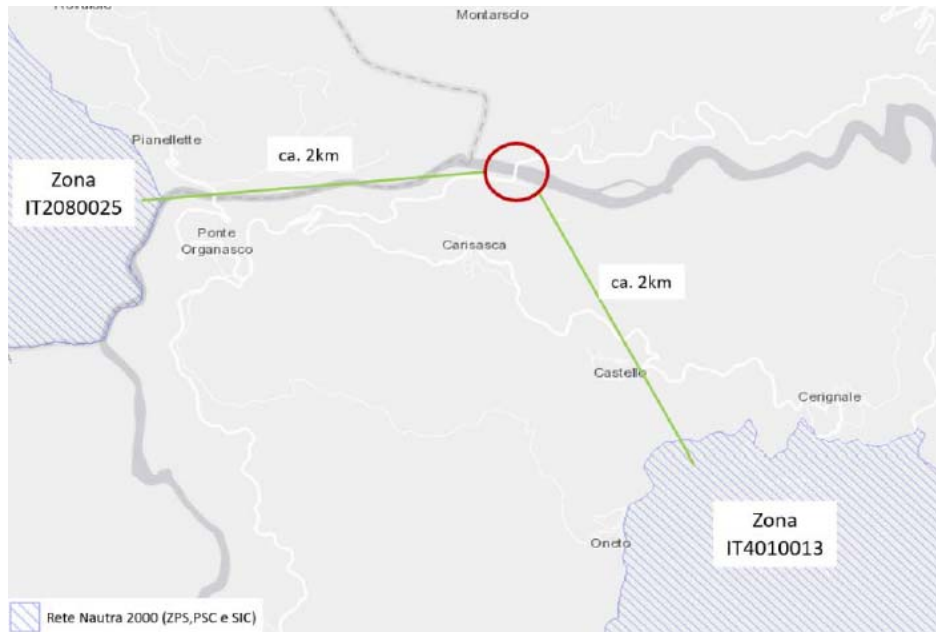 Montarsolo
Pianellette
ca. 2km
Zona
IT2080025
Ponte
Organasco
Carisasca
ca. 2km
Castello
Cerignale
Zona
IT4010013
Oneto
Rete Nautra 2000 (ZPS,PSC e SIC)